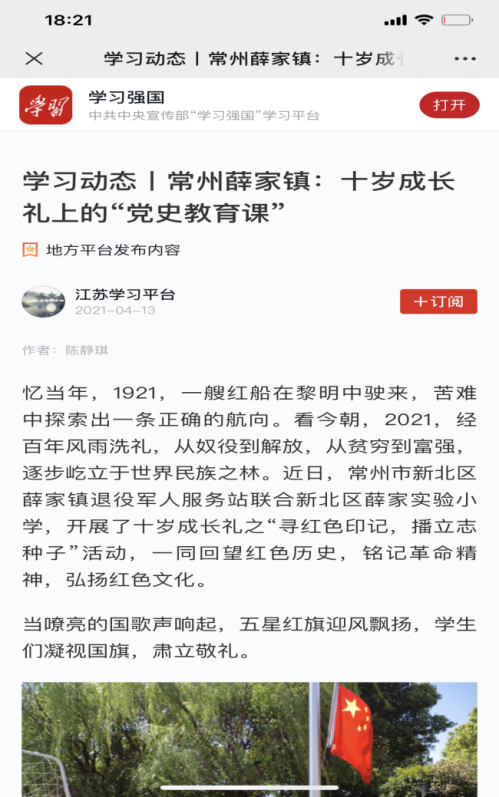 18:21
学习动态丨常州薛家镇：十岁成长
学習
学习强国
中共中央宣传部“学习强国”学习平台
打开
学习动态丨常州薛家镇：十岁成长
礼上的“党史教育课”
地方平台发布内容
江苏学习平台
2021-04-13
＋订阅
作者：陈静琪
忆当年，1921，一艘红船在黎明中驶来，苦难
中探索出一条正确的航向。看今朝，2021，经
百年风雨洗礼，从奴役到解放，从贫穷到富强，
逐步屹立于世界民族之林。近日，常州市新北区
薛家镇退役军人服务站联合新北区薛家实验小
学，开展了十岁成长礼之“寻红色印记，播立志
种子”活动，一同回望红色历史，铭记革命精
神，弘扬红色文化。
当嘹亮的国歌声响起，五星红旗迎风飘扬，学生
们凝视国旗，肃立敬礼。